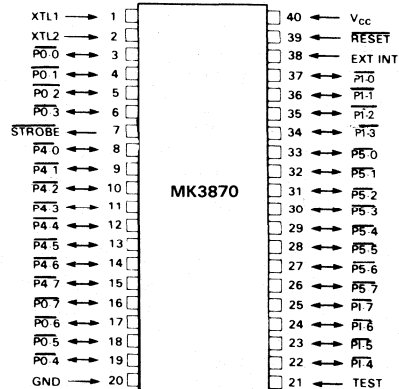 XTL1 1 40 VCC
XTL2 2 39 RESET
P0-0 3 38 EXT INT
P0-1 4 37 P1-0
P0-2 5 36 P1-1
P0-3 6 35 P1-2
STROBE 7 34 P1-3
P4-0 8 33 P5-0
P4-1 9 32 P5-1
P4-2 10 31 P5-2
MK3870
P4-3 11 30 P5-3
P4-4 12 29 P5-4
P4-5 13 28 P5-5
P4-6 14 27 P5-6
P4-7 15 26 P5-7
P0-7 16 25 P1-7
P0-6 17 24 P1-6
P0-5 18 23 P1-5
P0-4 19 22 P1-4
GND 20 21 TEST